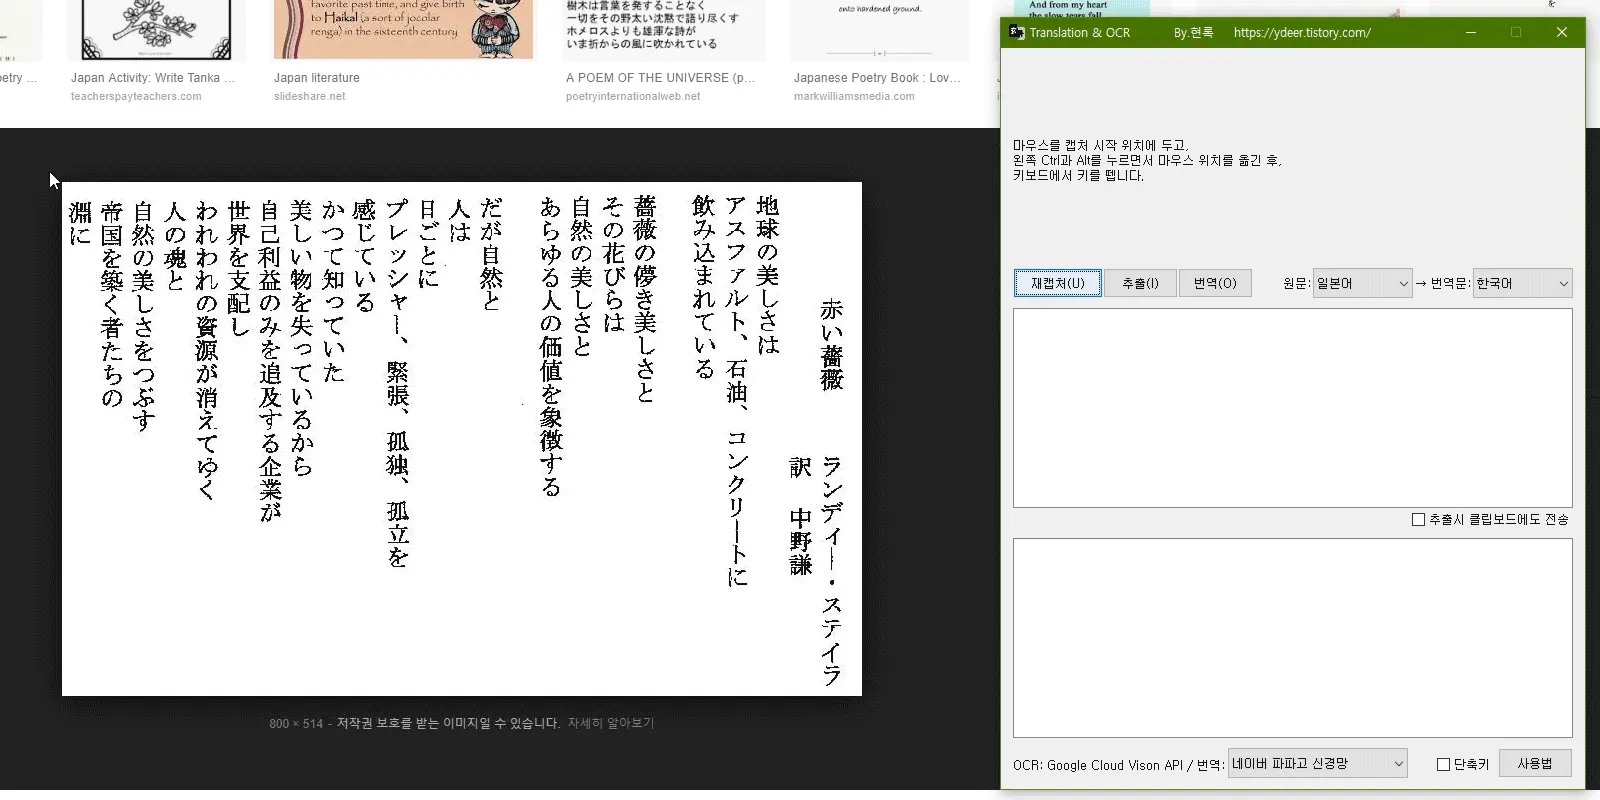 favorite past time, and give birth
to Haikai (a sort of jocolar
renga) in the sixteenth century
樹木は言葉を発することなく
一切をその野太い沈黙で語り尽くす
ホメロスよりも雄渾な詩が
いま折からの風に吹かれている
onto hardened ground.
And from my heart
the slow tears fall
&
oetry ...
Japan Activity: Write Tanka ...
teacherspayteachers.com
Japan literature
slideshare.net
A POEM OF THE UNIVERSE (p...
poetryinternationalweb.net
Japanese Poetry Book : Lov...
markwilliamsmedia.com
赤い薔薇
ランディー・ステイラ
訳 中野謙
地球の美しさは
アスファルト、石油、コンクリートに
飲み込まれている
薔薇の儚き美しさと
その花びらは
自然の美しさと
あらゆる人の価値を象徴する
だが自然と
人は
日ごとに
プレッシャー、緊張、孤独、孤立を
感じている
かつて知っていた
美しい物を失っているから
自己利益のみを追及する企業が
世界を支配し
われわれの資源が消えてゆく
人の魂と
自然の美しさをつぶす
帝国を築く者たちの
淵に
800 × 514 - 저작권 보호를 받는 이미지일 수 있습니다. 자세히 알아보기
Translation & OCR By.현록 https://ydeer.tistory.com/
마우스를 캡처 시작 위치에 두고,
왼쪽 Ctrl과 Alt를 누르면서 마우스 위치를 옮긴 후,
키보드에서 키를 뗍니다.
재캡처(U) 추출(I) 번역(O) 원문: 일본어 → 번역문: 한국어
추출시 클립보드에도 전송
OCR: Google Cloud Vison API / 번역: 네이버 파파고 신경망 단축키 사용법